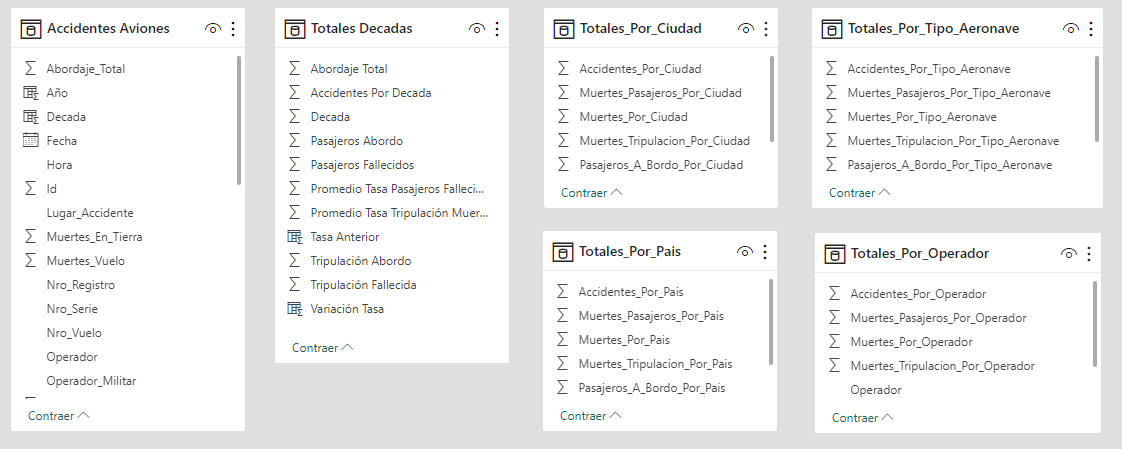 Accidentes Aviones
Abordaje_Total
Año
Decada
Fecha
Hora
Id
Lugar_Accidente
Muertes_En_Tierra
Muertes_Vuelo
Nro_Registro
Nro_Serie
Nro_Vuelo
Operador
Operador_Militar
Contraer
Totales Decadas
Abordaje Total
Accidentes Por Decada
Decada
Pasajeros Abordo
Pasajeros Fallecidos
Promedio Tasa Pasajeros Falleci...
Promedio Tasa Tripulación Muer...
Tasa Anterior
Tripulación Abordo
Tripulación Fallecida
Variación Tasa
Contraer
Totales_Por_Ciudad
Accidentes_Por_Ciudad
Muertes_Pasajeros_Por_Ciudad
Muertes_Por_Ciudad
Muertes_Tripulacion_Por_Ciudad
Pasajeros_A_Bordo_Por_Ciudad
Contraer
Totales_Por_Tipo_Aeronave
Accidentes_Por_Tipo_Aeronave
Muertes_Pasajeros_Por_Tipo_Aeronave
Muertes_Por_Tipo_Aeronave
Muertes_Tripulacion_Por_Tipo_Aeronave
Pasajeros_A_Bordo_Por_Tipo_Aeronave
Contraer
Totales_Por_Pais
Accidentes_Por_Pais
Muertes_Pasajeros_Por_Pais
Muertes_Por_Pais
Muertes_Tripulacion_Por_Pais
Pasajeros_A_Bordo_Por_Pais
Contraer
Totales_Por_Operador
Accidentes_Por_Operador
Muertes_Pasajeros_Por_Operador
Muertes_Por_Operador
Muertes_Tripulacion_Por_Operador
Operador
Contraer